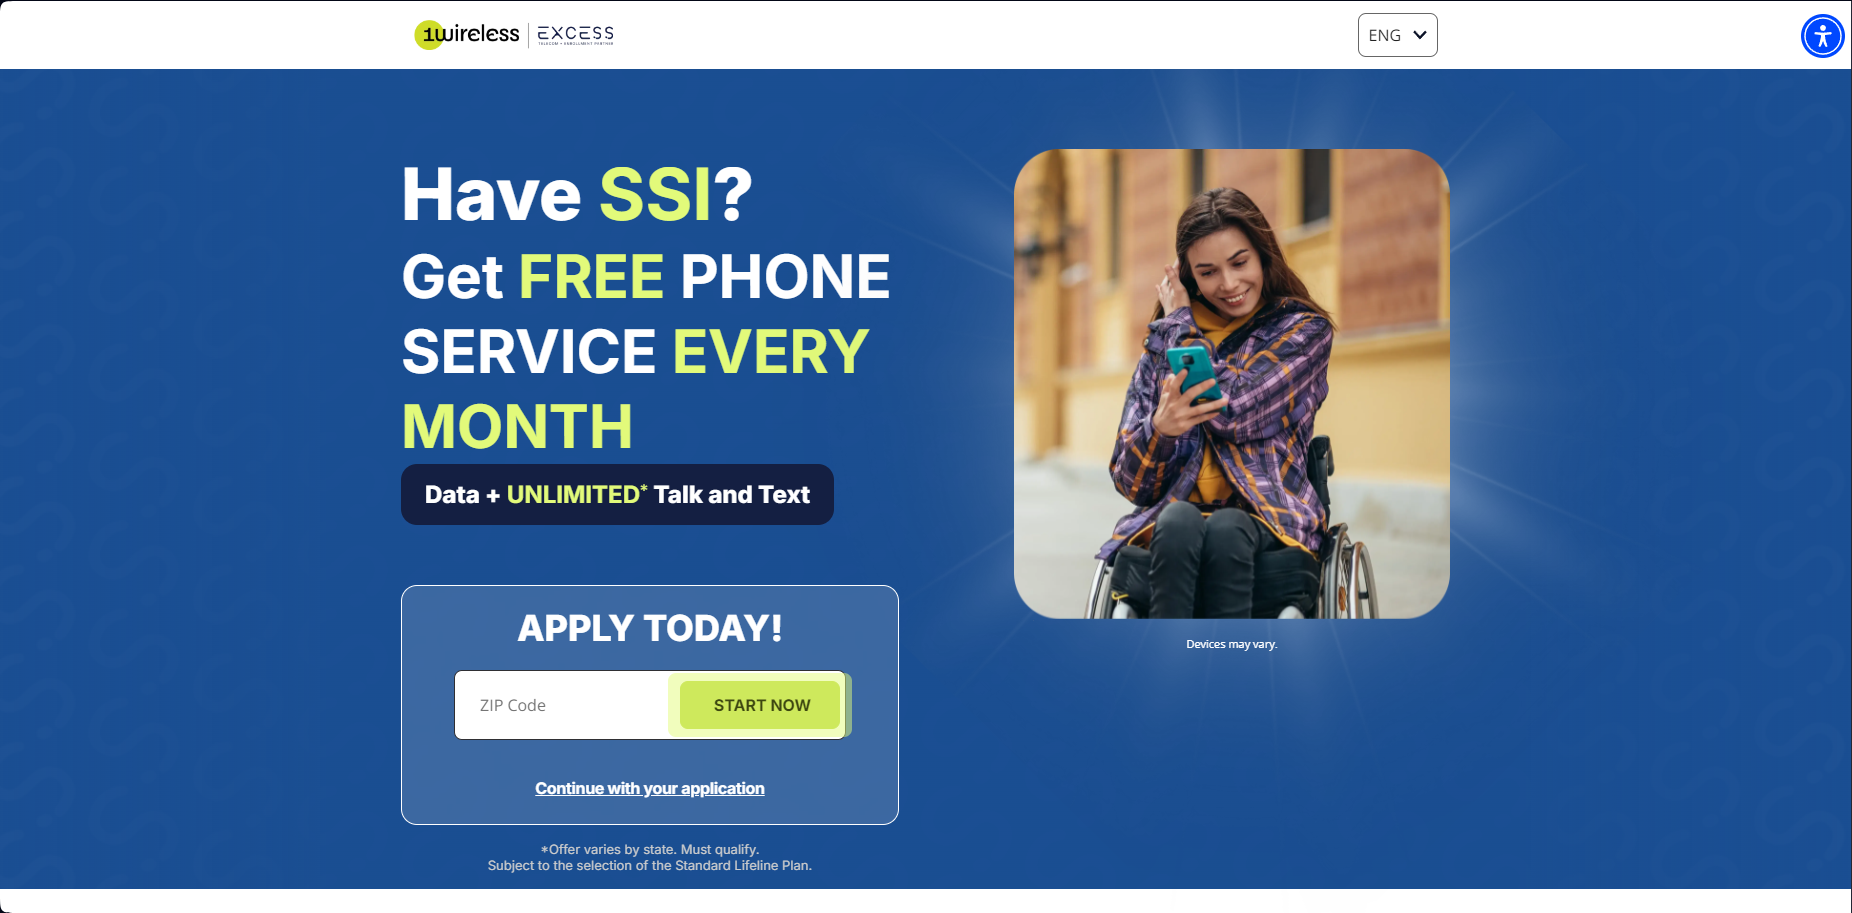 1wireless
EXCESS
TELECOM • ENROLLMENT PARTNER
ENG
Have SSI?
Get FREE PHONE
SERVICE EVERY
MONTH
Data + UNLIMITED* Talk and Text
APPLY TODAY!
ZIP Code
START NOW
Continue with your application
*Offer varies by state. Must qualify.
Subject to the selection of the Standard Lifeline Plan.
Devices may vary.